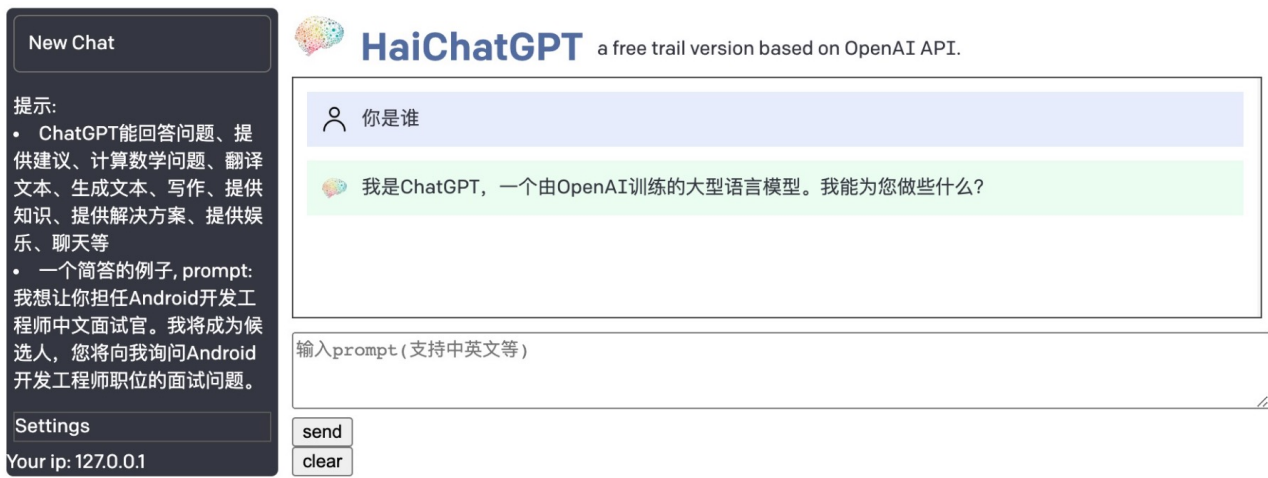 New Chat
提示:
• ChatGPT能回答问题、提
供建议、计算数学问题、翻译
文本、生成文本、写作、提供
知识、提供解决方案、提供娱
乐、聊天等
• 一个简答的例子, prompt:
我想让你担任Android开发工
程师中文面试官。我将成为候
选人，您将向我询问Android
开发工程师职位的面试问题。
Settings
Your ip: 127.0.0.1
HaiChatGPT a free trail version based on OpenAI API.
你是谁
我是ChatGPT，一个由OpenAI训练的大型语言模型。我能为您做些什么?
输入prompt(支持中英文等)
send
clear